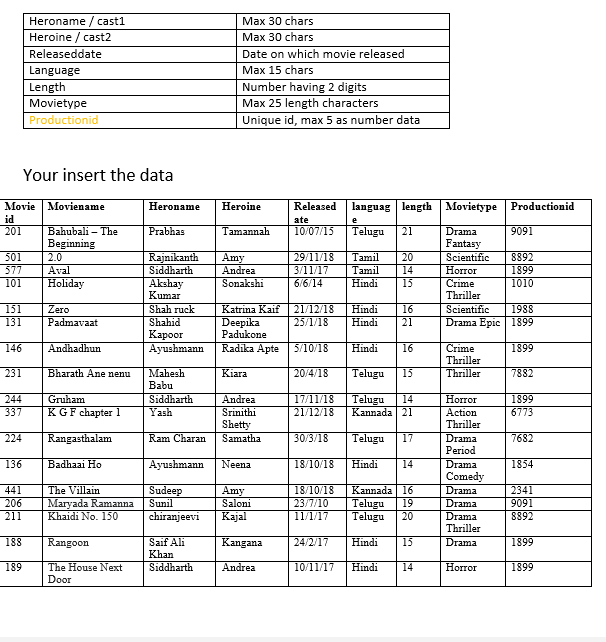 Heroname / cast1 Max 30 chars
Heroine / cast2 Max 30 chars
Releaseddate Date on which movie released
Language Max 15 chars
Length Number having 2 digits
Movietype Max 25 length characters
Productionid Unique id, max 5 as number data
Your insert the data
Movie Moviename Heroname Heroine Released languag length Movietype Productionid
id ate e
201 Bahubali – The Prabhas Tamannah 10/07/15 Telugu 21 Drama 9091
Beginning Fantasy
501 2.0 Rajnikanth Amy 29/11/18 Tamil 20 Scientific 8892
577 Aval Siddharth Andrea 3/11/17 Tamil 14 Horror 1899
101 Holiday Akshay Sonakshi 6/6/14 Hindi 15 Crime 1010
Kumar Thriller
151 Zero Shah ruck Katrina Kaif 21/12/18 Hindi 16 Scientific 1988
131 Padmavaat Shahid Deepika 25/1/18 Hindi 21 Drama Epic 1899
Kapoor Padukone
146 Andhadhun Ayushmann Radika Apte 5/10/18 Hindi 16 Crime 1899
Thriller
231 Bharath Ane nenu Mahesh Kiara 20/4/18 Telugu 15 Thriller 7882
Babu
244 Gruham Siddharth Andrea 17/11/18 Telugu 14 Horror 1899
337 K G F chapter 1 Yash Srinithi 21/12/18 Kannada 21 Action 6773
Shetty Thriller
224 Rangasthalam Ram Charan Samatha 30/3/18 Telugu 17 Drama 7682
Period
136 Badhaai Ho Ayushmann Neena 18/10/18 Hindi 14 Drama 1854
Comedy
441 The Villain Sudeep Amy 18/10/18 Kannada 16 Drama 2341
206 Maryada Ramanna Sunil Saloni 23/7/10 Telugu 19 Drama 9091
211 Khaidi No. 150 chiranjeevi Kajal 11/1/17 Telugu 20 Drama 8892
Thriller
188 Rangoon Saif Ali Kangana 24/2/17 Hindi 15 Drama 1899
Khan
189 The House Next Siddharth Andrea 10/11/17 Hindi 14 Horror 1899
Door